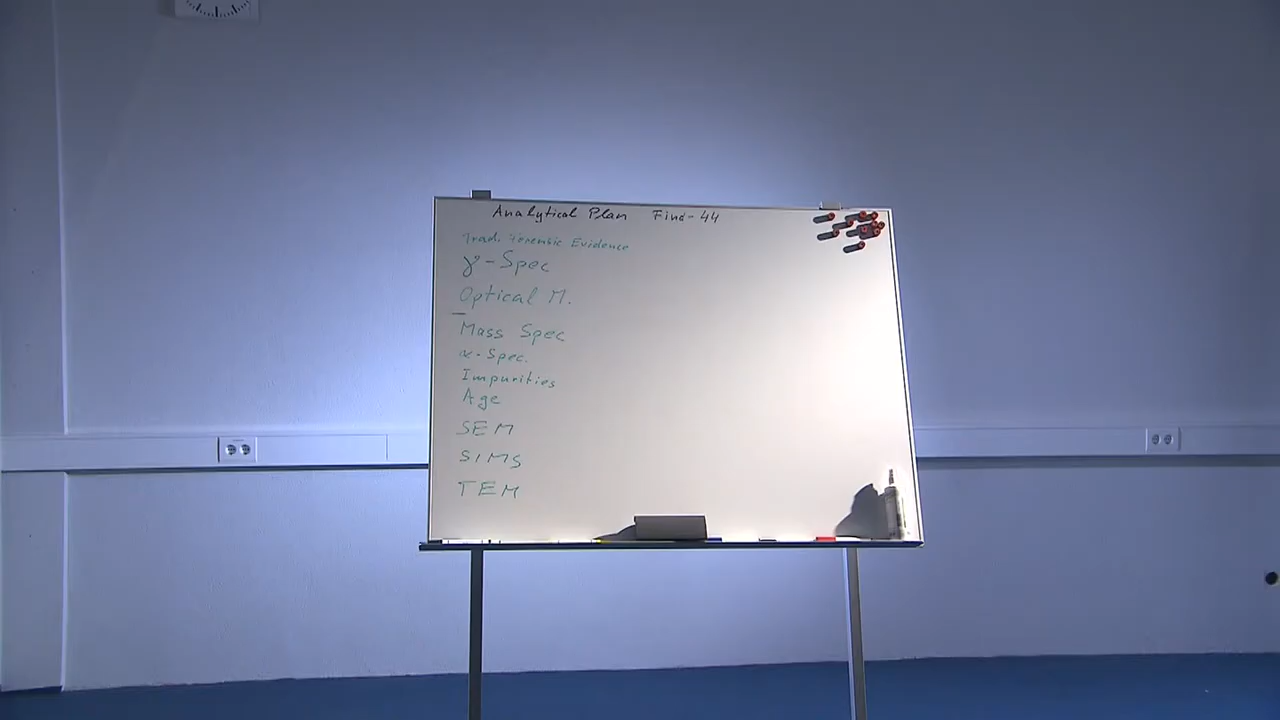 Analytical Plan Find-44
Trad. Forensic Evidence
γ-Spec
Optical M.
Mass Spec
α-Spec.
Impurities
Age
SEM
SIMS
TEM